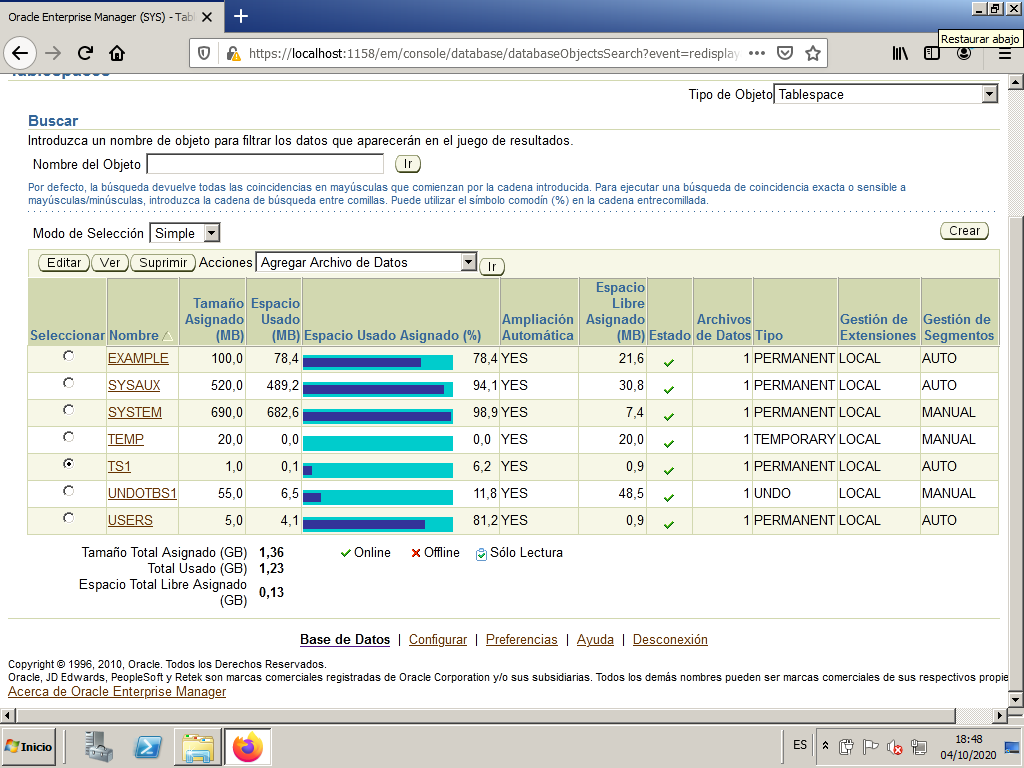 Oracle Enterprise Manager (SYS) - Tab
https://localhost:1158/em/console/database/databaseObjectsSearch?event=redisplay
Restaurar abajo
Tablespaces
Tipo de Objeto Tablespace
Buscar
Introduzca un nombre de objeto para filtrar los datos que aparecerán en el juego de resultados.
Nombre del Objeto Ir
Por defecto, la búsqueda devuelve todas las coincidencias en mayúsculas que comienzan por la cadena introducida. Para ejecutar una búsqueda de coincidencia exacta o sensible a
mayúsculas/minúsculas, introduzca la cadena de búsqueda entre comillas. Puede utilizar el símbolo comodín (%) en la cadena entrecomillada.
Modo de Selección Simple Crear
Editar Ver Suprimir Acciones Agregar Archivo de Datos Ir
Seleccionar Nombre Tamaño Asignado (MB) Espacio Usado (MB) Espacio Usado Asignado (%) Ampliación Automática Espacio Libre Asignado (MB) Estado Archivos de Datos Tipo Gestión de Extensiones Gestión de Segmentos
EXAMPLE 100,0 78,4 78,4 YES 21,6 1 PERMANENT LOCAL AUTO
SYSAUX 520,0 489,2 94,1 YES 30,8 1 PERMANENT LOCAL AUTO
SYSTEM 690,0 682,6 98,9 YES 7,4 1 PERMANENT LOCAL MANUAL
TEMP 20,0 0,0 0,0 YES 20,0 1 TEMPORARY LOCAL MANUAL
TS1 1,0 0,1 6,2 YES 0,9 1 PERMANENT LOCAL AUTO
UNDOTBS1 55,0 6,5 11,8 YES 48,5 1 UNDO LOCAL MANUAL
USERS 5,0 4,1 81,2 YES 0,9 1 PERMANENT LOCAL AUTO
Tamaño Total Asignado (GB) 1,36 Online Offline Sólo Lectura
Total Usado (GB) 1,23
Espacio Total Libre Asignado
(GB) 0,13
Base de Datos | Configurar | Preferencias | Ayuda | Desconexión
Copyright © 1996, 2010, Oracle. Todos los Derechos Reservados.
Oracle, JD Edwards, PeopleSoft y Retek son marcas comerciales registradas de Oracle Corporation y/o sus subsidiarias. Todos los demás nombres pueden ser marcas comerciales de sus respectivos propie
Acerca de Oracle Enterprise Manager
Inicio ES 18:48
04/10/2020